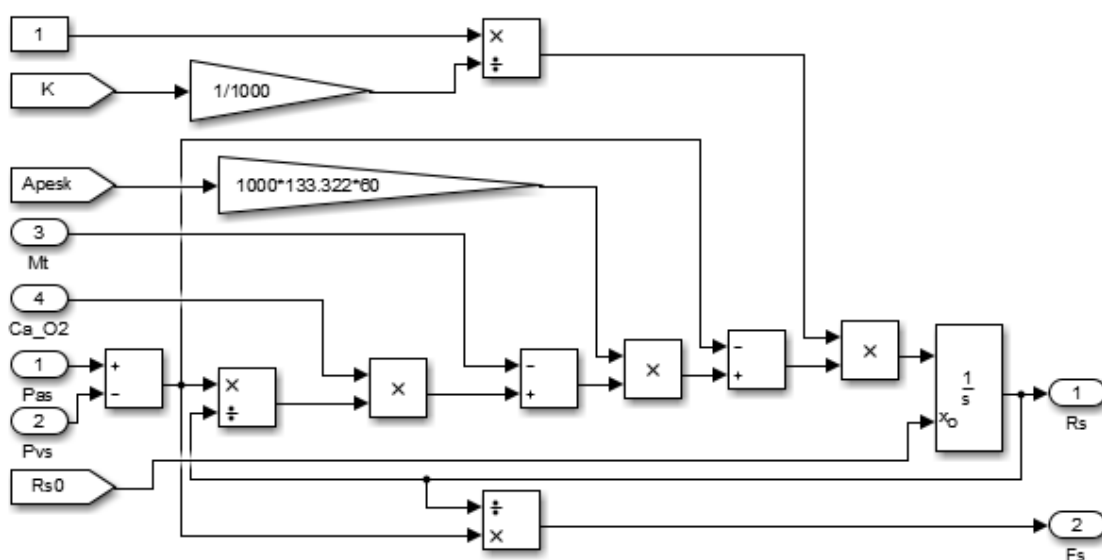 1
K
1/1000
×
÷
Apesk
1000*133.322*60
3
Mt
4
Ca_O2
1
Pas
2
Pvs
+
−
×
÷
×
−
+
×
−
+
×
1
s
xo
1
Rs
Rs0
÷
×
2
Fs